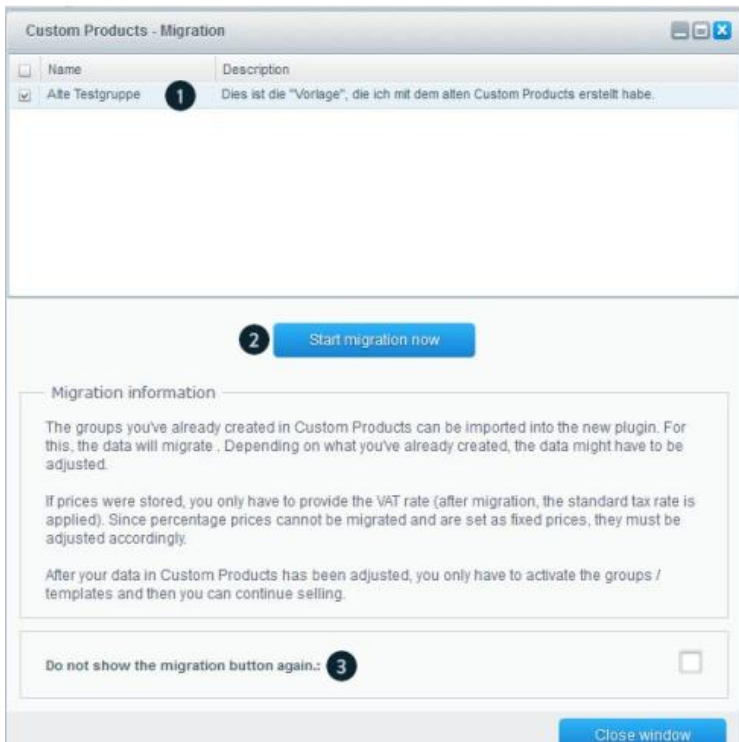 Custom Products - Migration
Name Description
Alte Testgruppe 1 Dies ist die "Vorlage", die ich mit dem alten Custom Products erstellt habe.
2 Start migration now
Migration information
The groups you've already created in Custom Products can be imported into the new plugin. For
this, the data will migrate . Depending on what you've already created, the data might have to be
adjusted.
If prices were stored, you only have to provide the VAT rate (after migration, the standard tax rate is
applied). Since percentage prices cannot be migrated and are set as fixed prices, they must be
adjusted accordingly.
After your data in Custom Products has been adjusted, you only have to activate the groups /
templates and then you can continue selling.
Do not show the migration button again.: 3
Close window